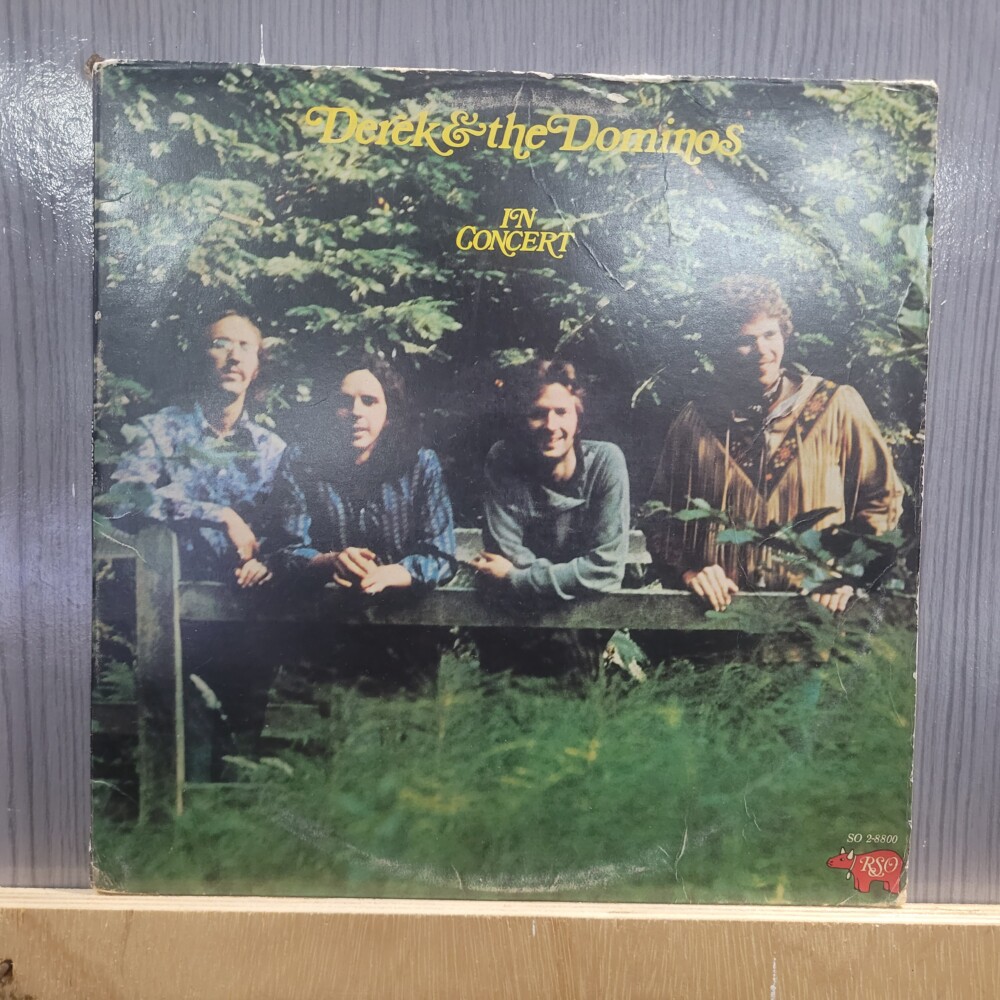 Derek & the Dominos
IN
CONCERT
SO 2-8800
RSO